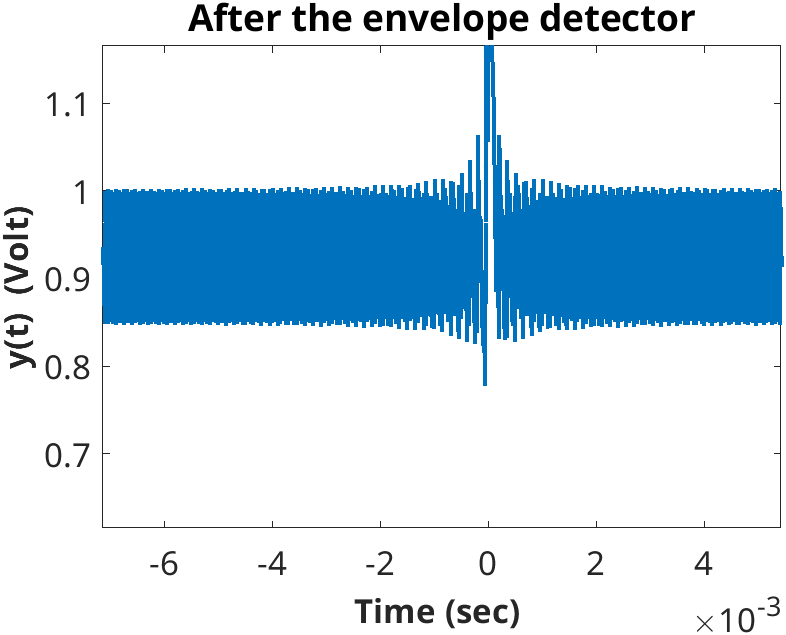 After the envelope detector
1.1
1
0.9
0.8
0.7
y(t) (Volt)
-6 -4 -2 0 2 4
Time (sec)
×10-3